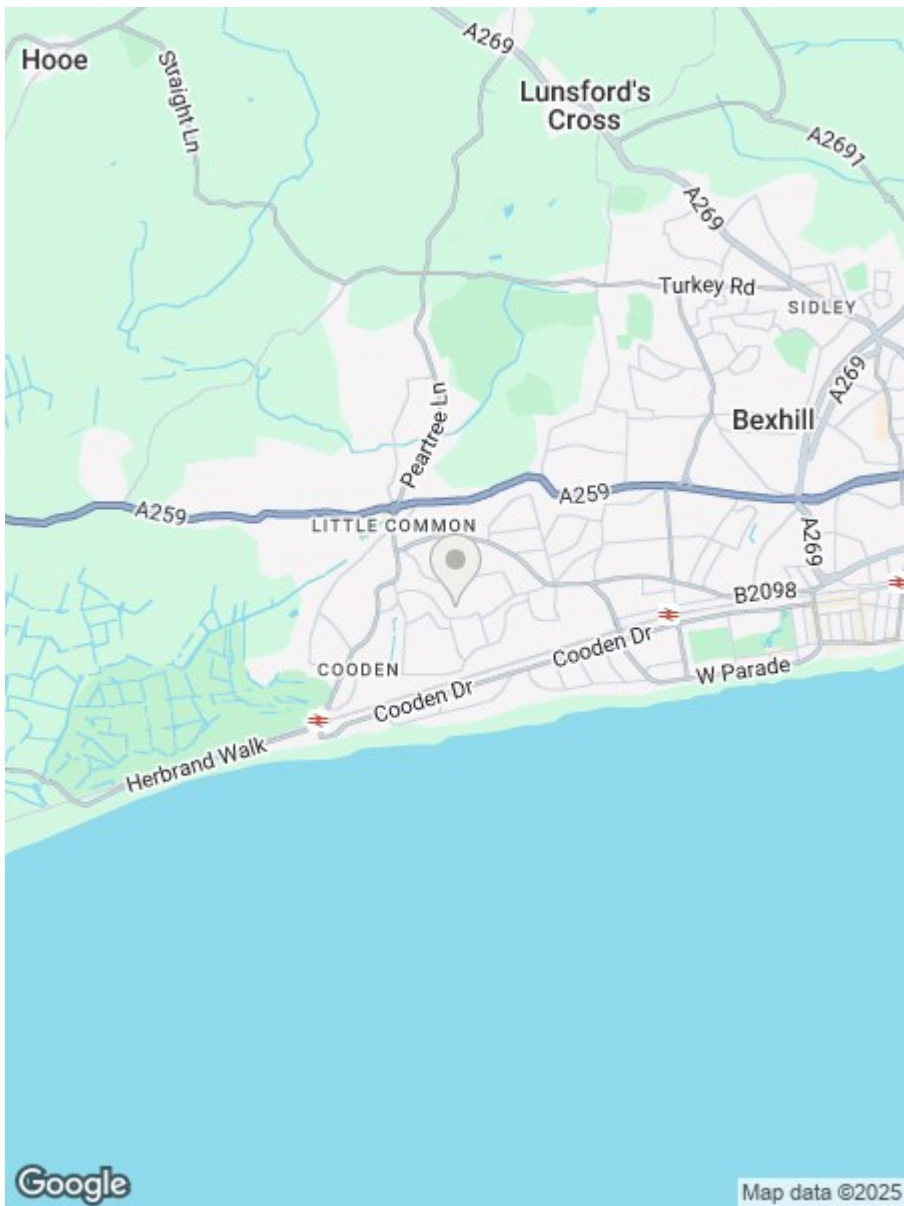 A269
Hooe
Straight Ln
Lunsford's
Cross
A2691
A269
Turkey Rd
SIDLEY
A269
Peartree Ln
Bexhill
A259
A259
LITTLE COMMON
A269
B2098
COODEN
Cooden Dr
W Parade
Cooden Dr
Herbrand Walk
Google
Map data ©2025